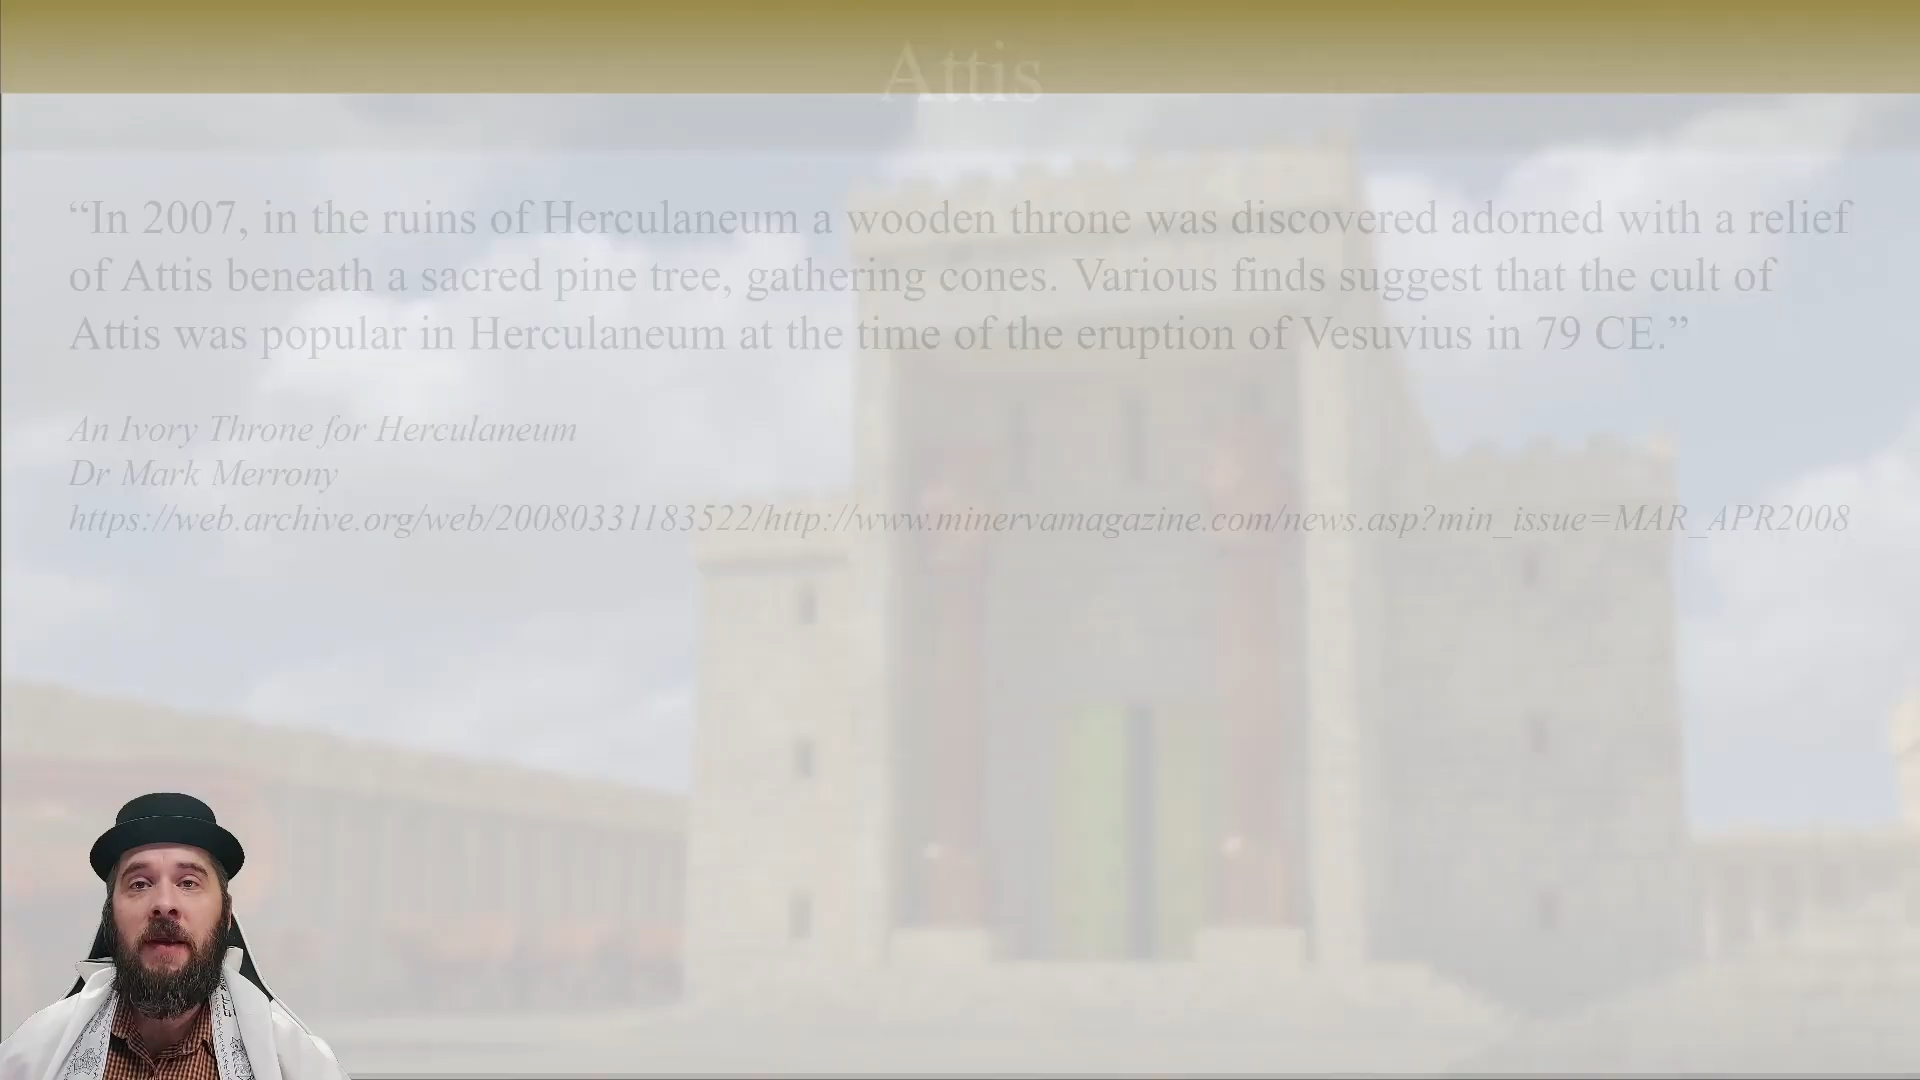 Attis
“In 2007, in the ruins of Herculaneum a wooden throne was discovered adorned with a relief
of Attis beneath a sacred pine tree, gathering cones. Various finds suggest that the cult of
Attis was popular in Herculaneum at the time of the eruption of Vesuvius in 79 CE.”
An Ivory Throne for Herculaneum
Dr Mark Merrony
https://web.archive.org/web/20080331183522/http://www.minervamagazine.com/news.asp?min_issue=MAR_APR2008